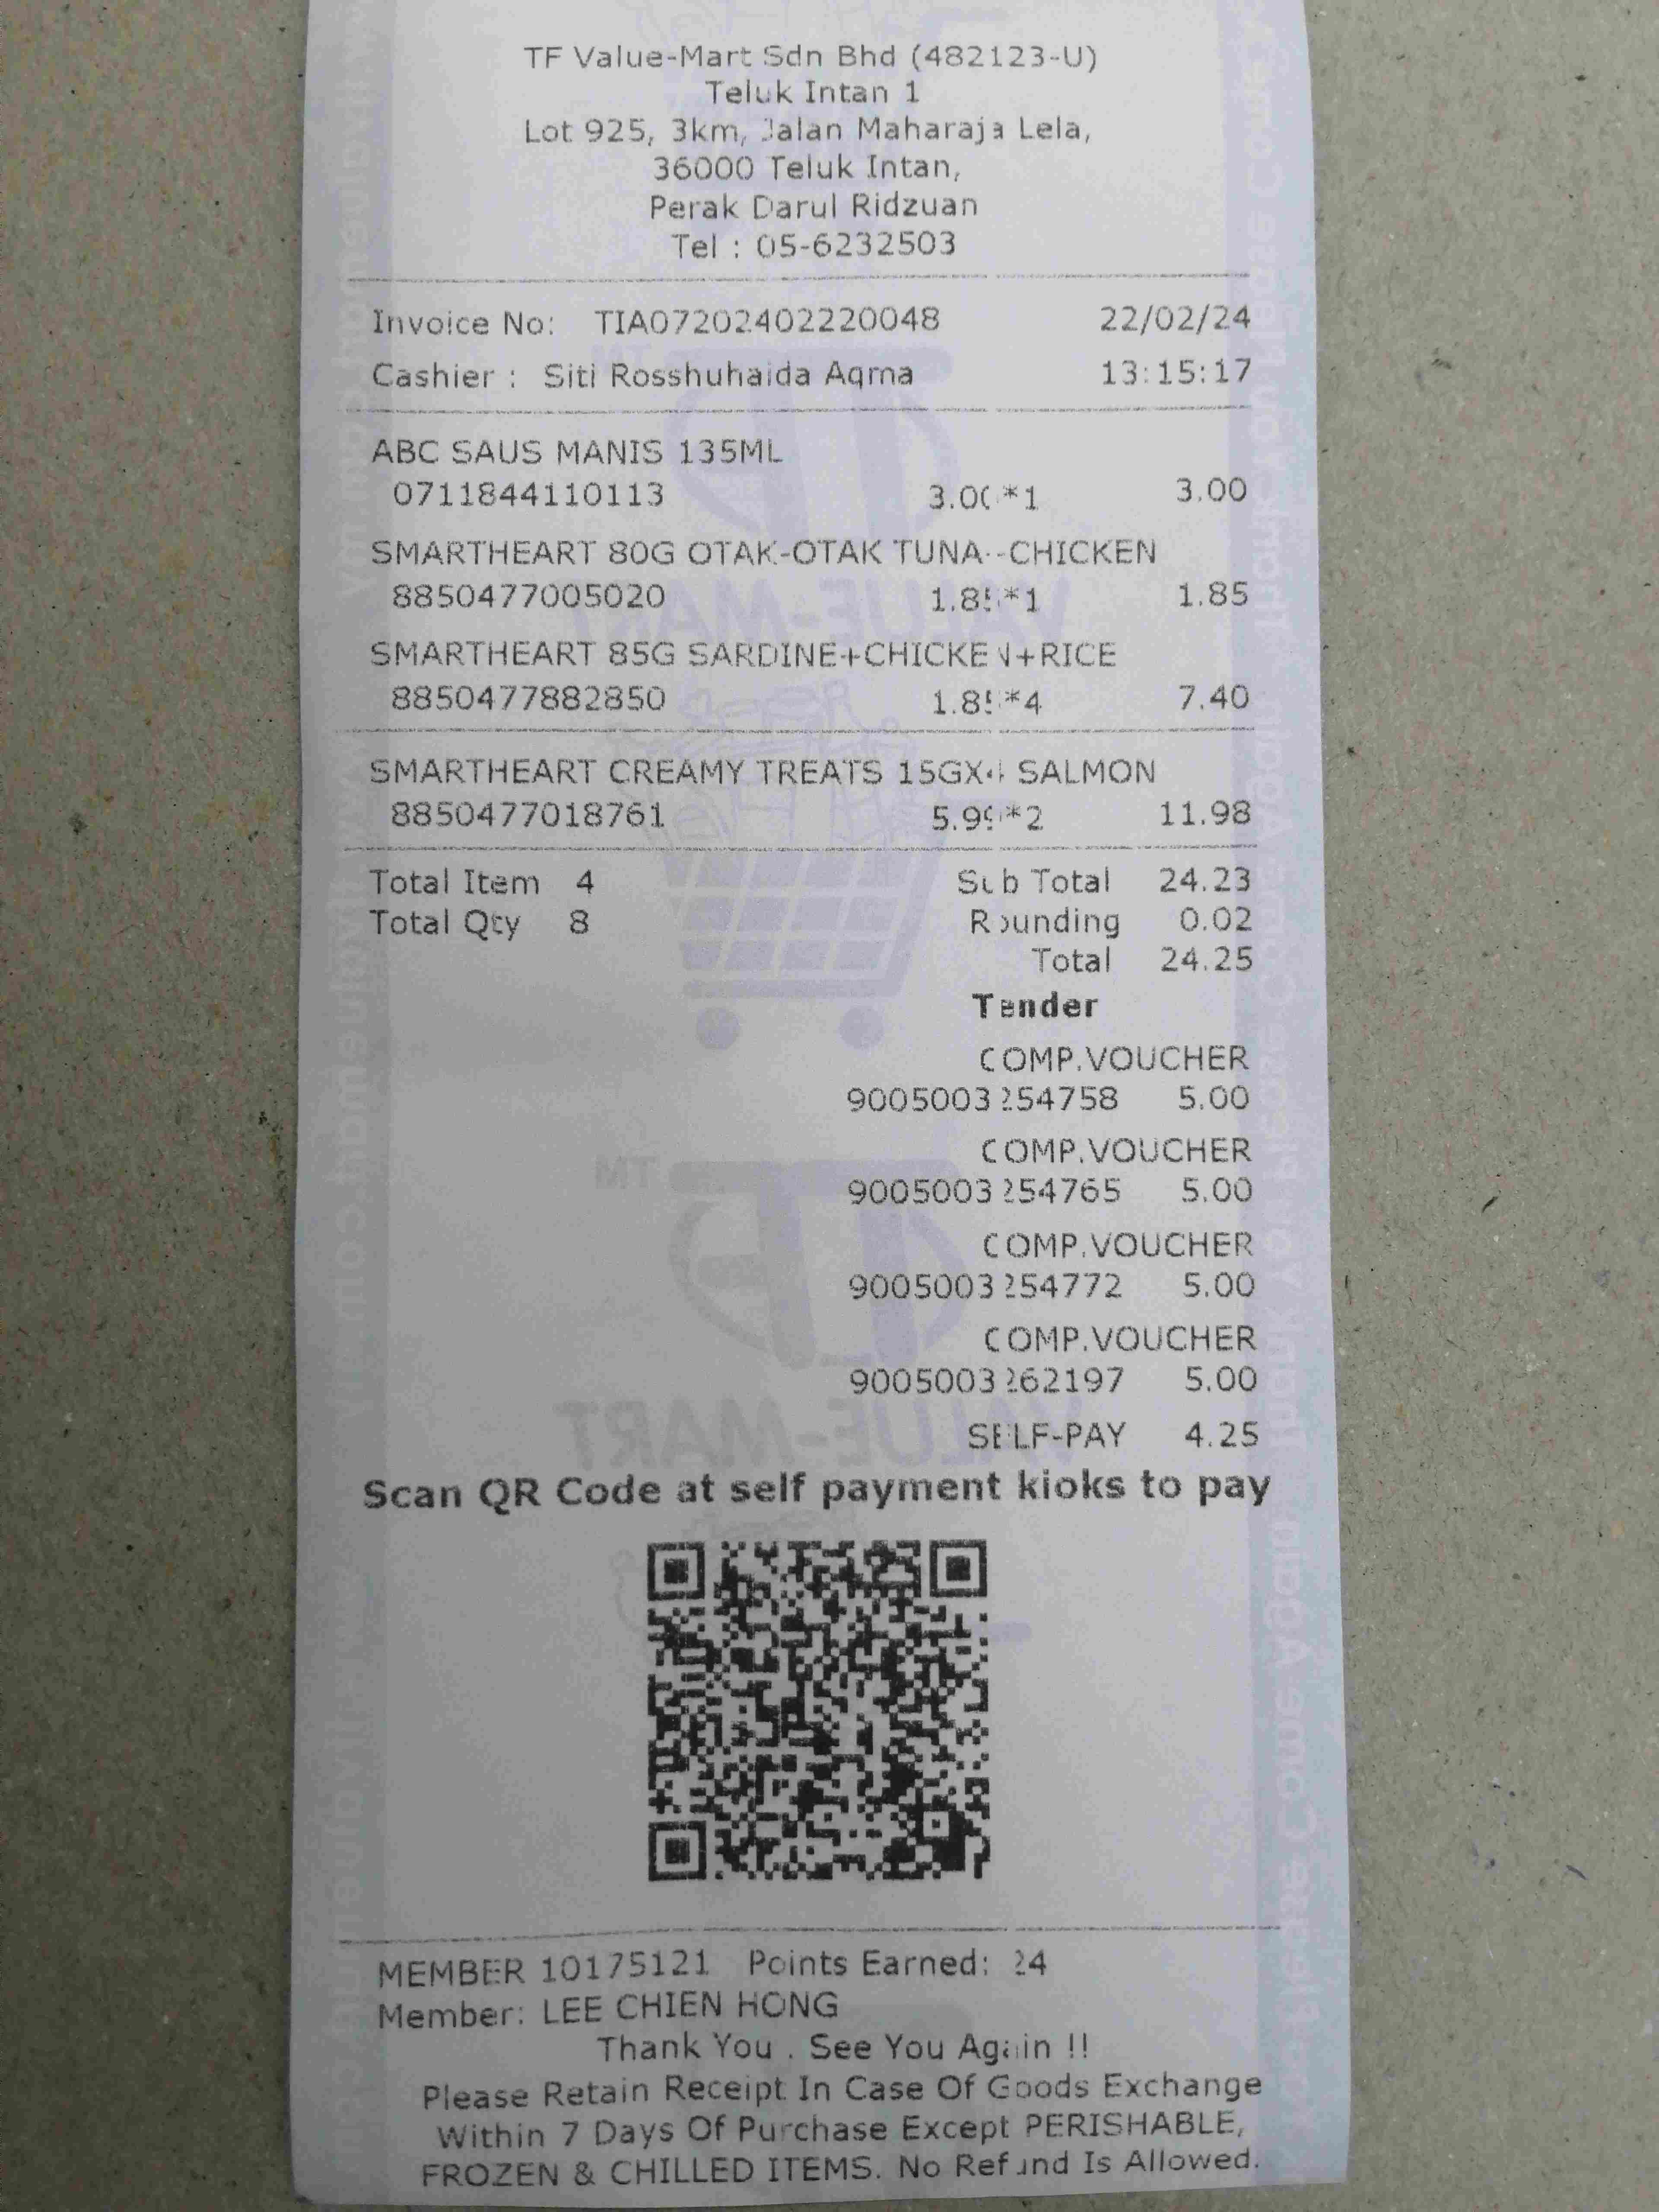 TF Value-Mart Sdn Bhd (482123-U)
Teluk Intan 1
Lot 925, 3km, Jalan Maharaja Lela,
36000 Teluk Intan,
Perak Darul Ridzuan
Tel : 05-6232503
Invoice No: TIA07202402220048 22/02/24
Cashier : Siti Rosshuhaida Aqma 13:15:17
ABC SAUS MANIS 135ML
0711844110113 3.00*1 3.00
SMARTHEART 80G OTAK-OTAK TUNA+CHICKEN
8850477005020 1.85*1 1.85
SMARTHEART 85G SARDINE+CHICKEN+RICE
8850477882850 1.85*4 7.40
SMARTHEART CREAMY TREATS 15GX4 SALMON
8850477018761 5.99*2 11.98
Total Item 4 Sub Total 24.23
Total Qty 8 Rounding 0.02
Total 24.25
Tender
COMP.VOUCHER
9005003254758 5.00
COMP.VOUCHER
9005003254765 5.00
COMP.VOUCHER
9005003254772 5.00
COMP.VOUCHER
9005003262197 5.00
SELF-PAY 4.25
Scan QR Code at self payment kioks to pay
MEMBER 10175121 Points Earned: 24
Member: LEE CHIEN HONG
Thank You . See You Again !!
Please Retain Receipt In Case Of Goods Exchange
Within 7 Days Of Purchase Except PERISHABLE,
FROZEN & CHILLED ITEMS. No Refund Is Allowed.